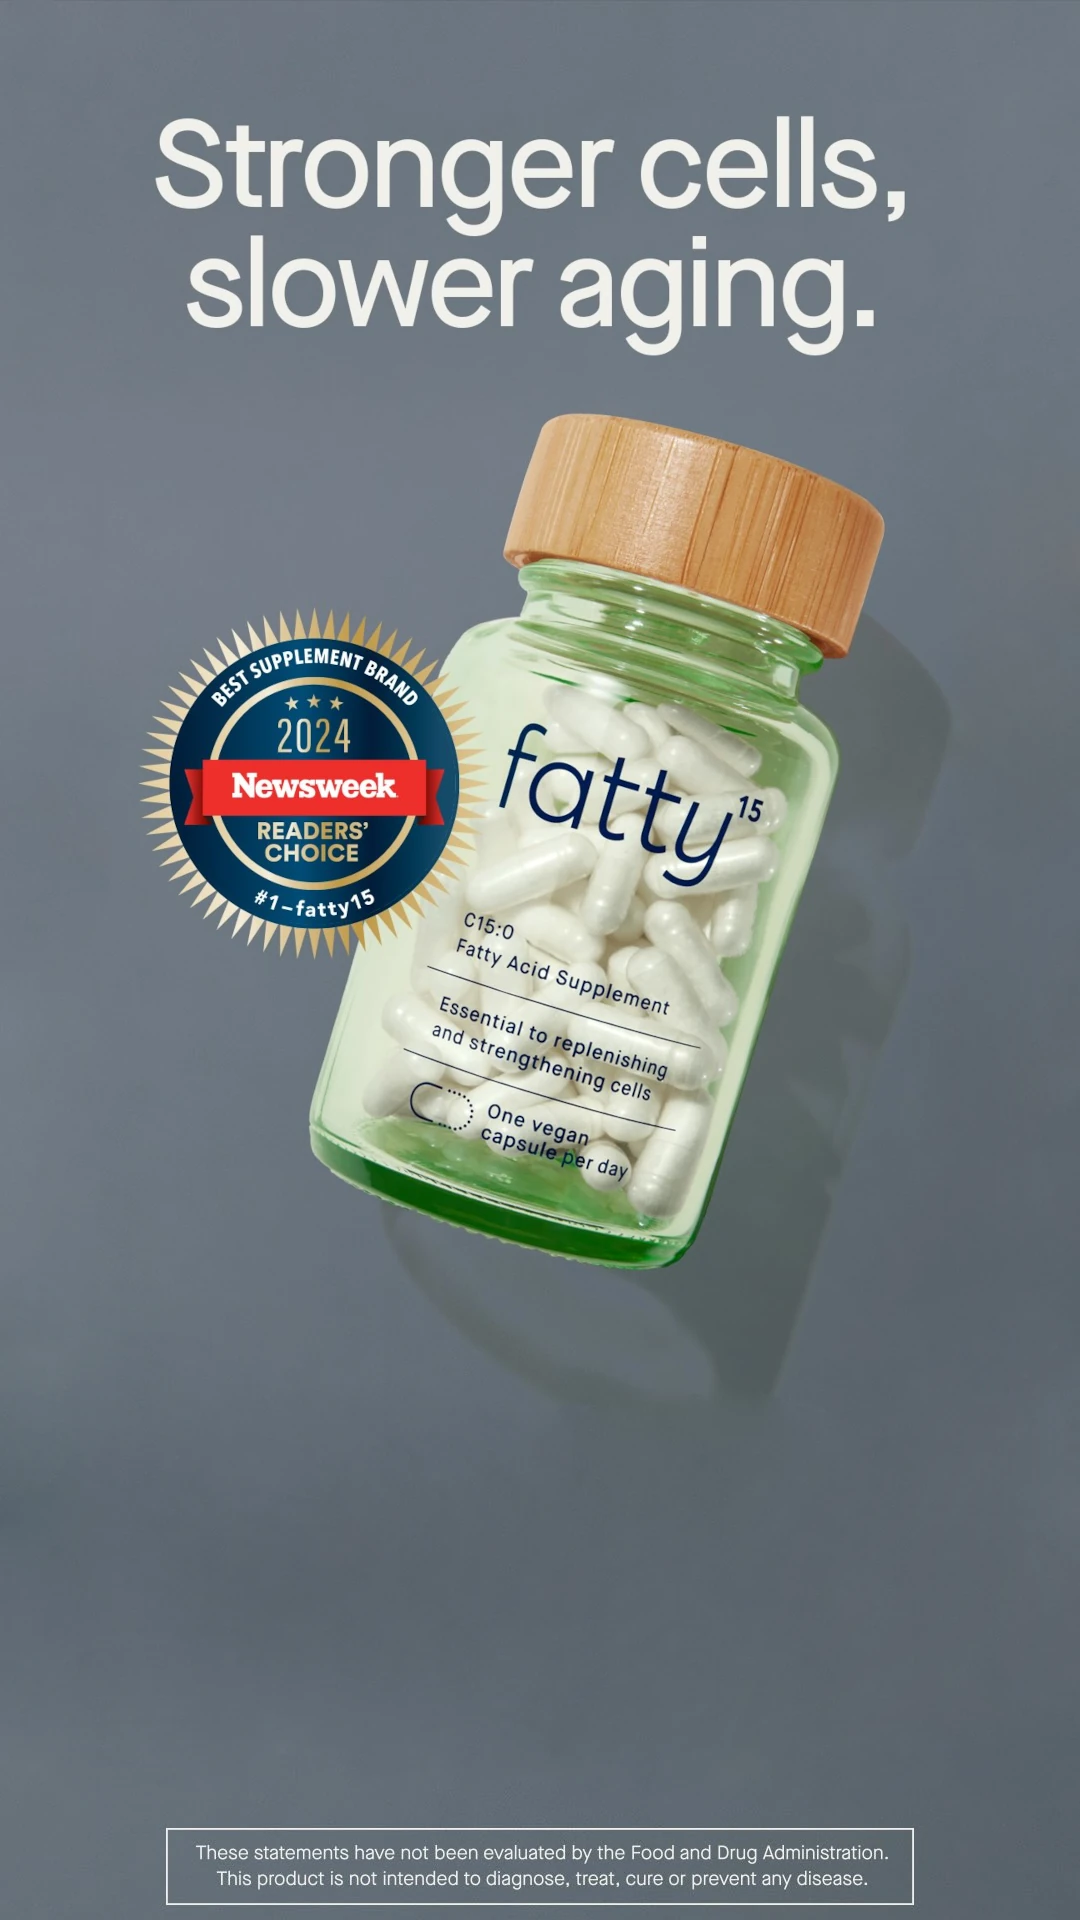 Stronger cells,
slower aging.
BEST SUPPLEMENT BRAND
2024
Newsweek
READERS'
CHOICE
#1–fatty15
fatty15
C15:0
Fatty Acid Supplement
Essential to replenishing
and strengthening cells
One vegan
capsule per day
These statements have not been evaluated by the Food and Drug Administration.
This product is not intended to diagnose, treat, cure or prevent any disease.